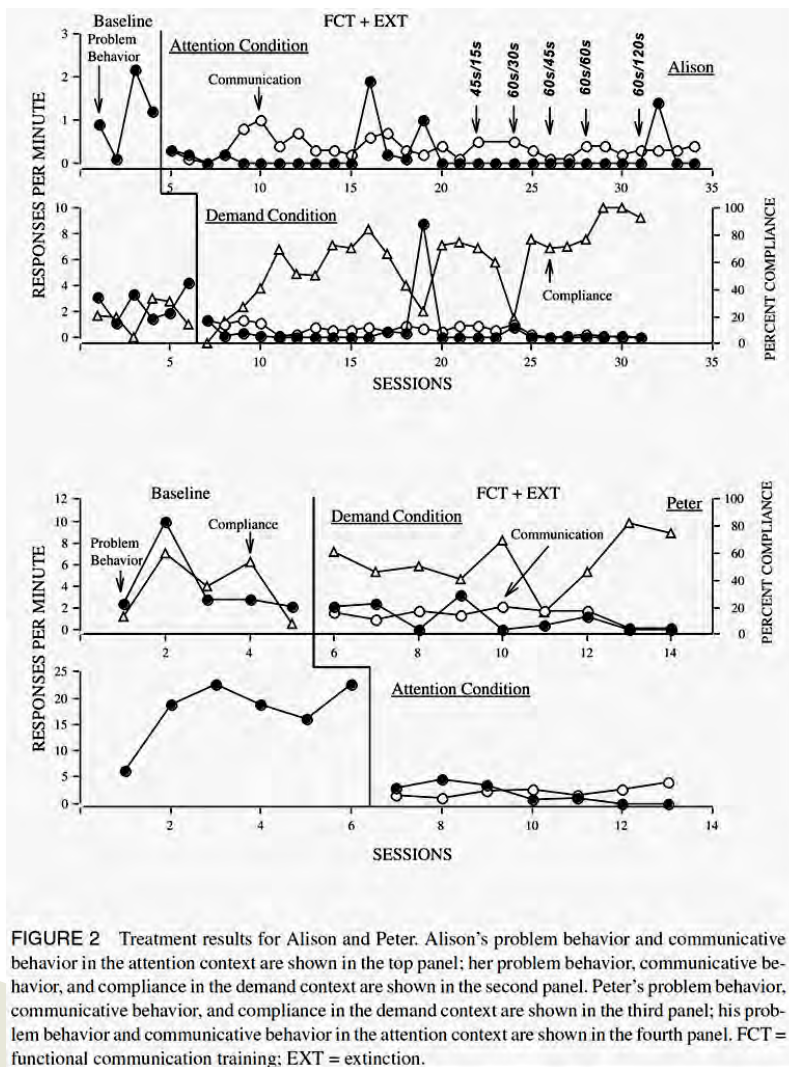 Baseline
FCT + EXT
Problem
Behavior
Attention Condition
Communication
45s/15s
60s/30s
60s/45s
60s/60s
60s/120s
Alison
3
2
1
0
5
10
15
20
25
30
35
RESPONSES PER MINUTE
Demand Condition
10
8
6
4
2
0
100
80
60
40
20
0
Compliance
PERCENT COMPLIANCE
5
10
15
20
25
30
35
SESSIONS
Baseline
FCT + EXT
Peter
12
10
8
6
4
2
0
Problem
Behavior
Compliance
Demand Condition
Communication
100
80
60
40
20
0
PERCENT COMPLIANCE
RESPONSES PER MINUTE
2
4
6
8
10
12
14
25
20
15
10
5
0
Attention Condition
2
4
6
8
10
12
14
SESSIONS
FIGURE 2 Treatment results for Alison and Peter. Alison's problem behavior and communicative
behavior in the attention context are shown in the top panel; her problem behavior, communicative be-
havior, and compliance in the demand context are shown in the second panel. Peter's problem behavior,
communicative behavior, and compliance in the demand context are shown in the third panel; his prob-
lem behavior and communicative behavior in the attention context are shown in the fourth panel. FCT =
functional communication training; EXT = extinction.